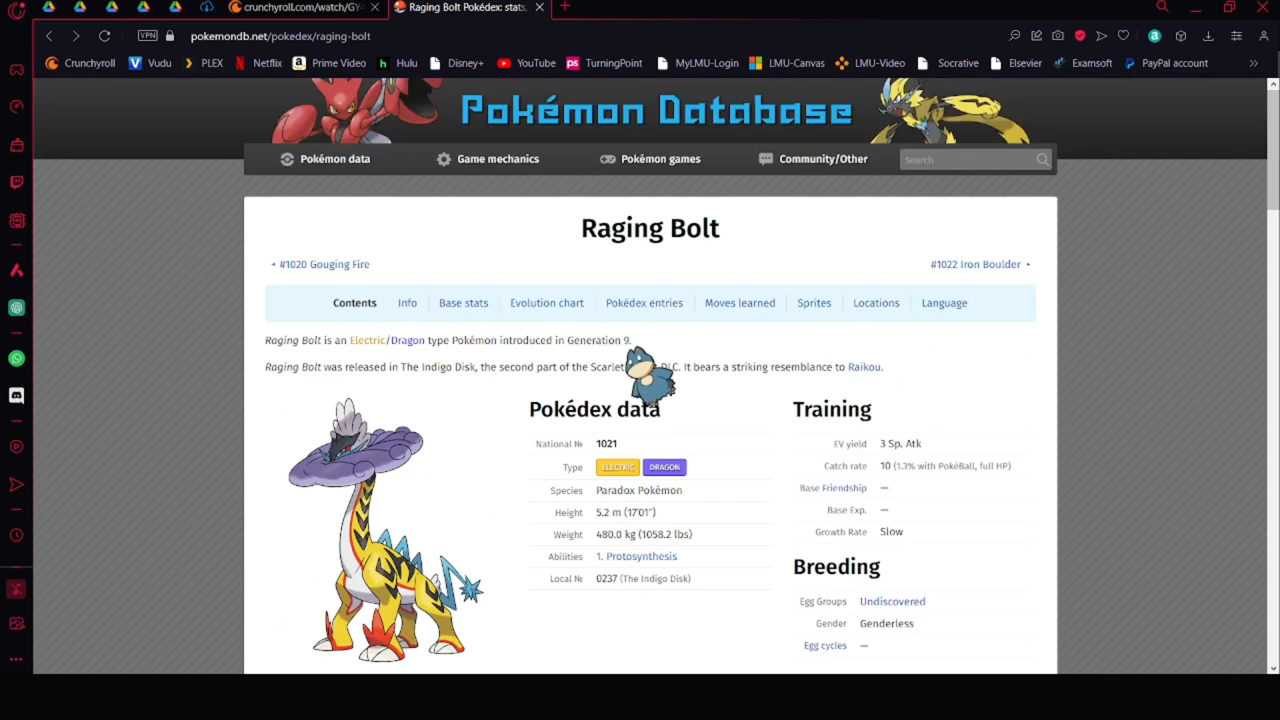 crunchyroll.com/watch/GY
Raging Bolt Pokédex: stats,
VPN
pokemondb.net/pokedex/raging-bolt
Crunchyroll Vudu PLEX Netflix Prime Video Hulu Disney+ YouTube TurningPoint MyLMU-Login LMU-Canvas LMU-Video Socrative Elsevier Examsoft PayPal account
Pokémon Database
Pokémon data Game mechanics Pokémon games Community/Other Search
Raging Bolt
#1020 Gouging Fire
#1022 Iron Boulder
Contents Info Base stats Evolution chart Pokédex entries Moves learned Sprites Locations Language
Raging Bolt is an Electric/Dragon type Pokémon introduced in Generation 9.
Raging Bolt was released in The Indigo Disk, the second part of the Scarlet DLC. It bears a striking resemblance to Raikou.
Pokédex data
National № 1021
Type ELECTRIC DRAGON
Species Paradox Pokémon
Height 5.2 m (17′01″)
Weight 480.0 kg (1058.2 lbs)
Abilities 1. Protosynthesis
Local № 0237 (The Indigo Disk)
Training
EV yield 3 Sp. Atk
Catch rate 10 (1.3% with PokéBall, full HP)
Base Friendship —
Base Exp. —
Growth Rate Slow
Breeding
Egg Groups Undiscovered
Gender Genderless
Egg cycles —